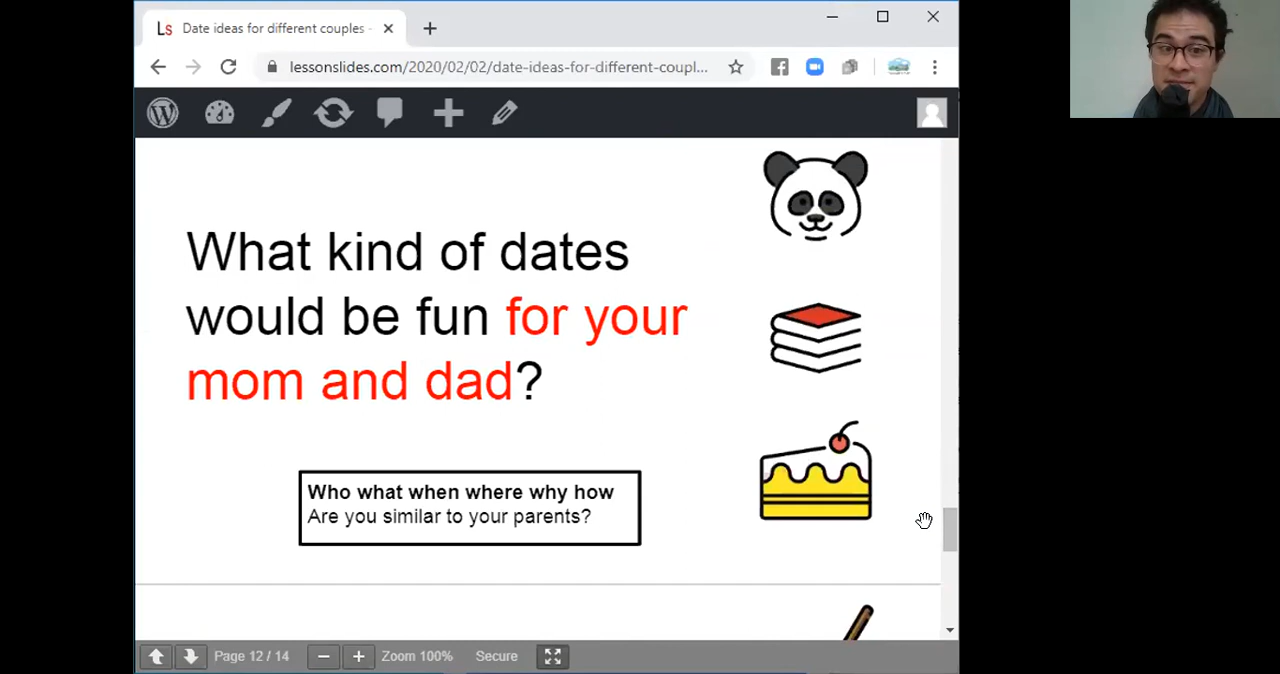 Ls Date ideas for different couples -
lessonslides.com/2020/02/02/date-ideas-for-different-coupl...
What kind of dates
would be fun for your
mom and dad?
Who what when where why how
Are you similar to your parents?
Page 12 / 14
Zoom 100%
Secure